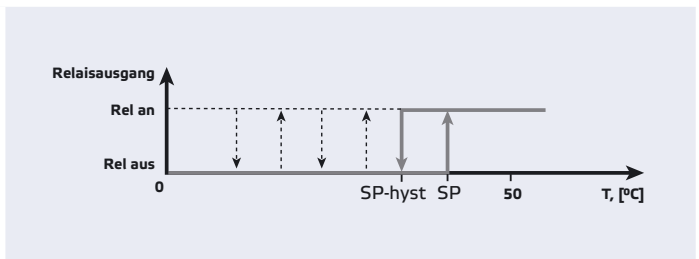 Relaisausgang
Rel an
Rel aus
0
SP-hyst SP 50 T, [ºC]